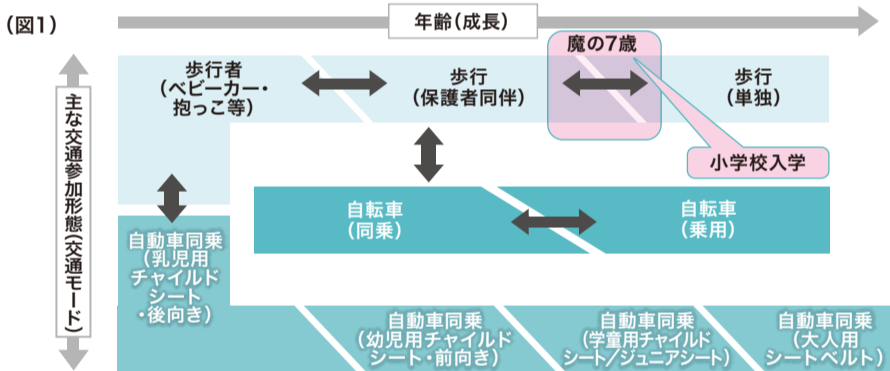 (図1)
年齢(成長)
主な交通参加形態(交通モード)
歩行者
(ベビーカー・
抱っこ等)
歩行
(保護者同伴)
魔の7歳
歩行
(単独)
小学校入学
自転車
(同乗)
自転車
(乗用)
自動車同乗
(乳児用
チャイルド
シート
・後向き)
自動車同乗
(幼児用チャイルド
シート・前向き)
自動車同乗
(学童用チャイルド
シート/ジュニアシート)
自動車同乗
(大人用
シートベルト)